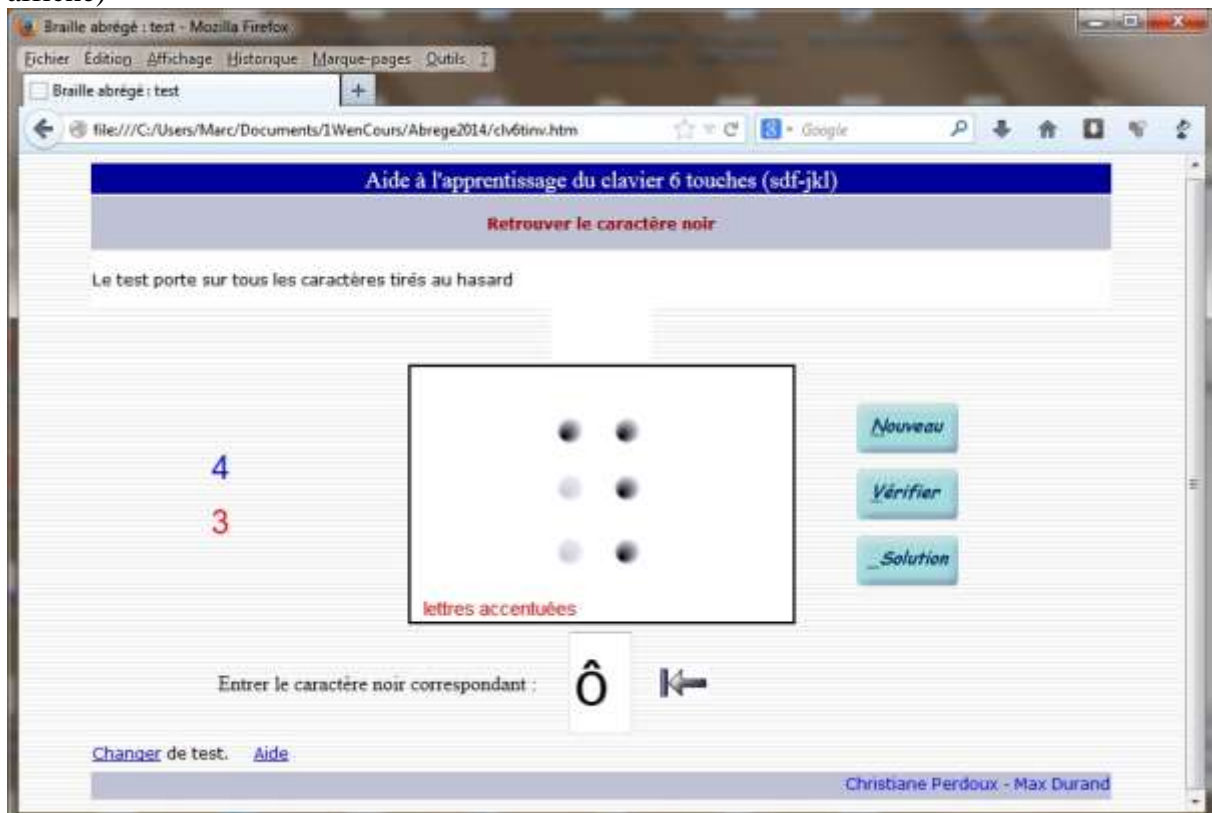 affiche)
Braille abrégé : test - Mozilla Firefox
Fichier Édition Affichage Historique Marque-pages Outils ?
Braille abrégé : test
file:///C:/Users/Marc/Documents/1WenCours/Abrege2014/clv6tinv.htm
Google
Aide à l'apprentissage du clavier 6 touches (sdf-jkl)
Retrouver le caractère noir
Le test porte sur tous les caractères tirés au hasard
Nouveau
4
Vérifier
3
_Solution
lettres accentuées
Entrer le caractère noir correspondant : Ô
Changer de test. Aide
Christiane Perdoux - Max Durand